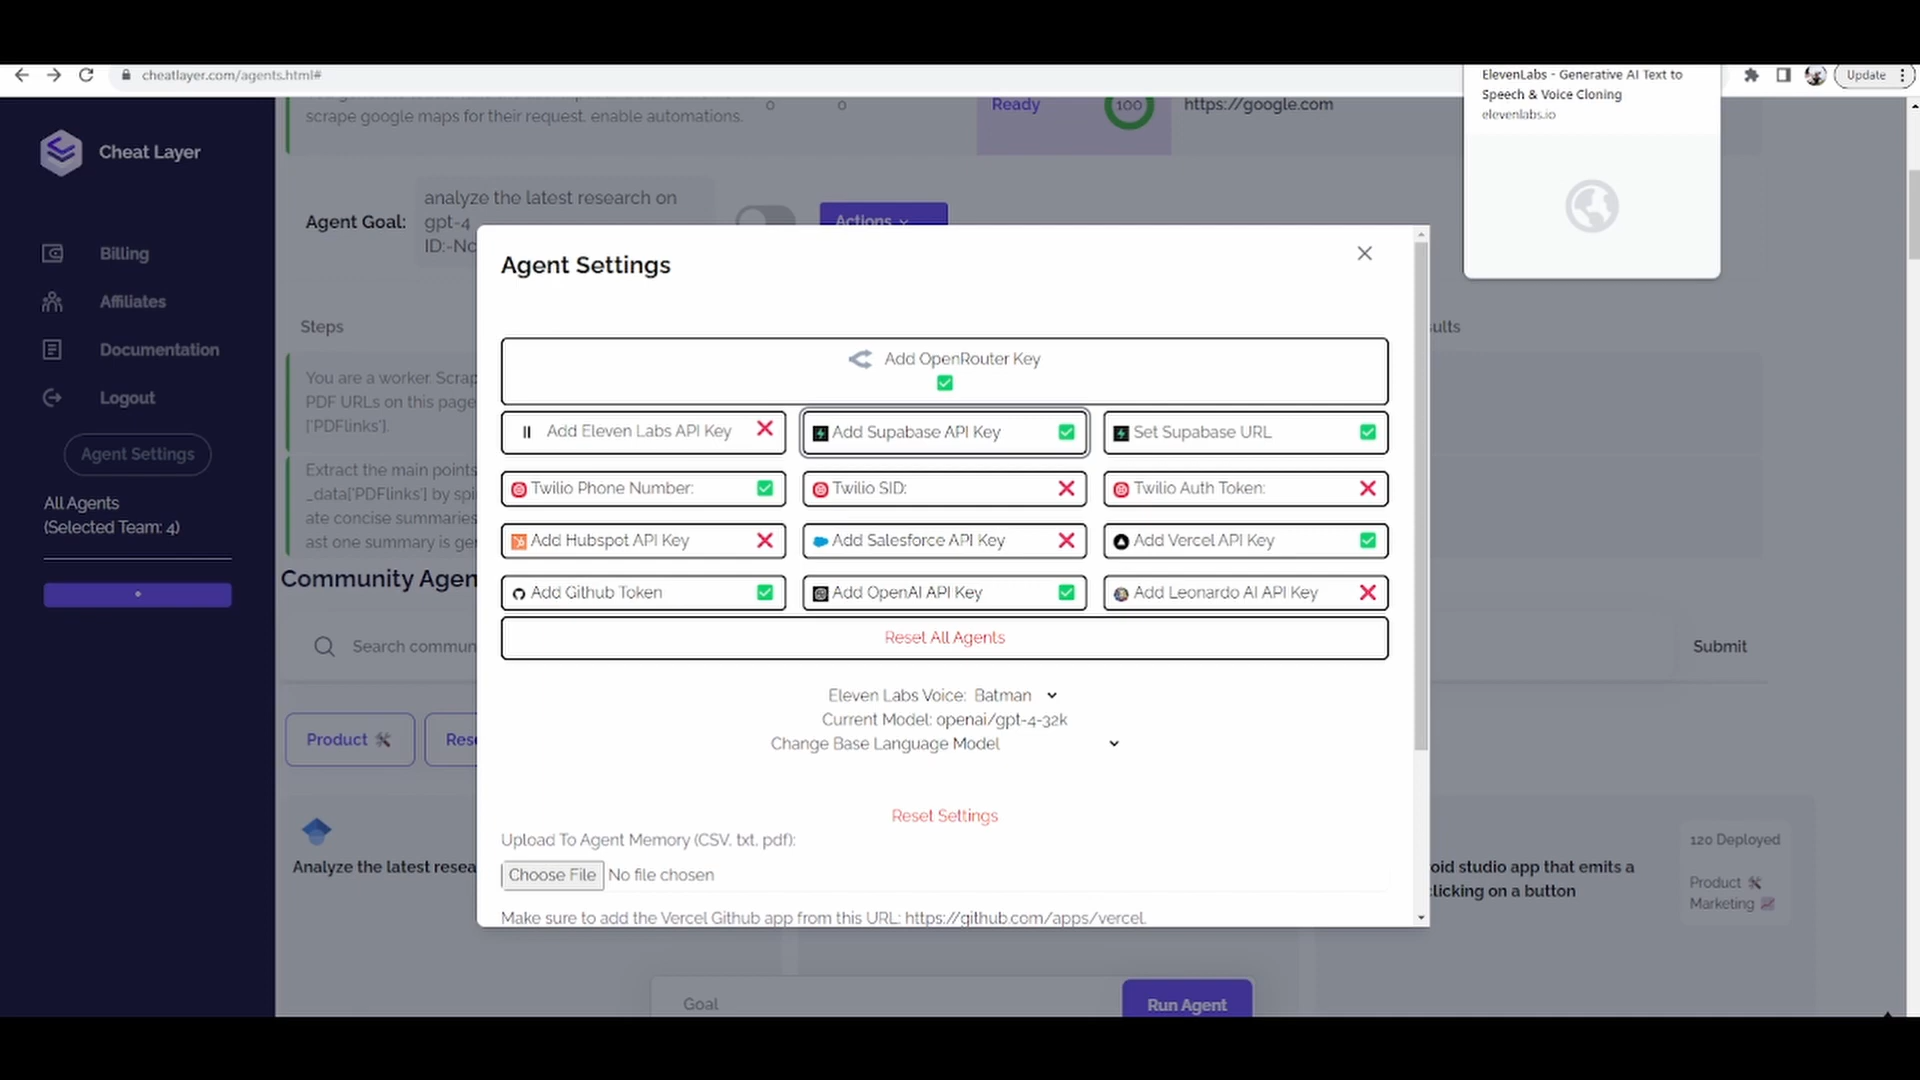 cheatlayer.com/agents.html#
ElevenLabs - Generative AI Text to
Speech & Voice Cloning
elevenlabs.io
Update
Cheat Layer
Billing
Affiliates
Documentation
Logout
Agent Settings
All Agents
(Selected Team: 4)
scrape google maps for their request. enable automations.
0
0
Ready
100
https://google.com
Agent Goal:
analyze the latest research on
gpt-4
ID:-Nc
Actions
Steps
You are a worker. Scrap
PDF URLs on this page
['PDFlinks'].
Extract the main points
_data['PDFlinks'] by spi
ate concise summaries
ast one summary is ge
ults
Community Agen
Search commun
Submit
Product
Rese
Analyze the latest resea
oid studio app that emits a
licking on a button
120 Deployed
Product
Marketing
Goal
Run Agent
Agent Settings
Add OpenRouter Key
Add Eleven Labs API Key
Add Supabase API Key
Set Supabase URL
Twilio Phone Number:
Twilio SID:
Twilio Auth Token:
Add Hubspot API Key
Add Salesforce API Key
Add Vercel API Key
Add Github Token
Add OpenAI API Key
Add Leonardo AI API Key
Reset All Agents
Eleven Labs Voice: Batman
Current Model: openai/gpt-4-32k
Change Base Language Model
Reset Settings
Upload To Agent Memory (CSV, txt, pdf):
Choose File No file chosen
Make sure to add the Vercel Github app from this URL: https://github.com/apps/vercel.